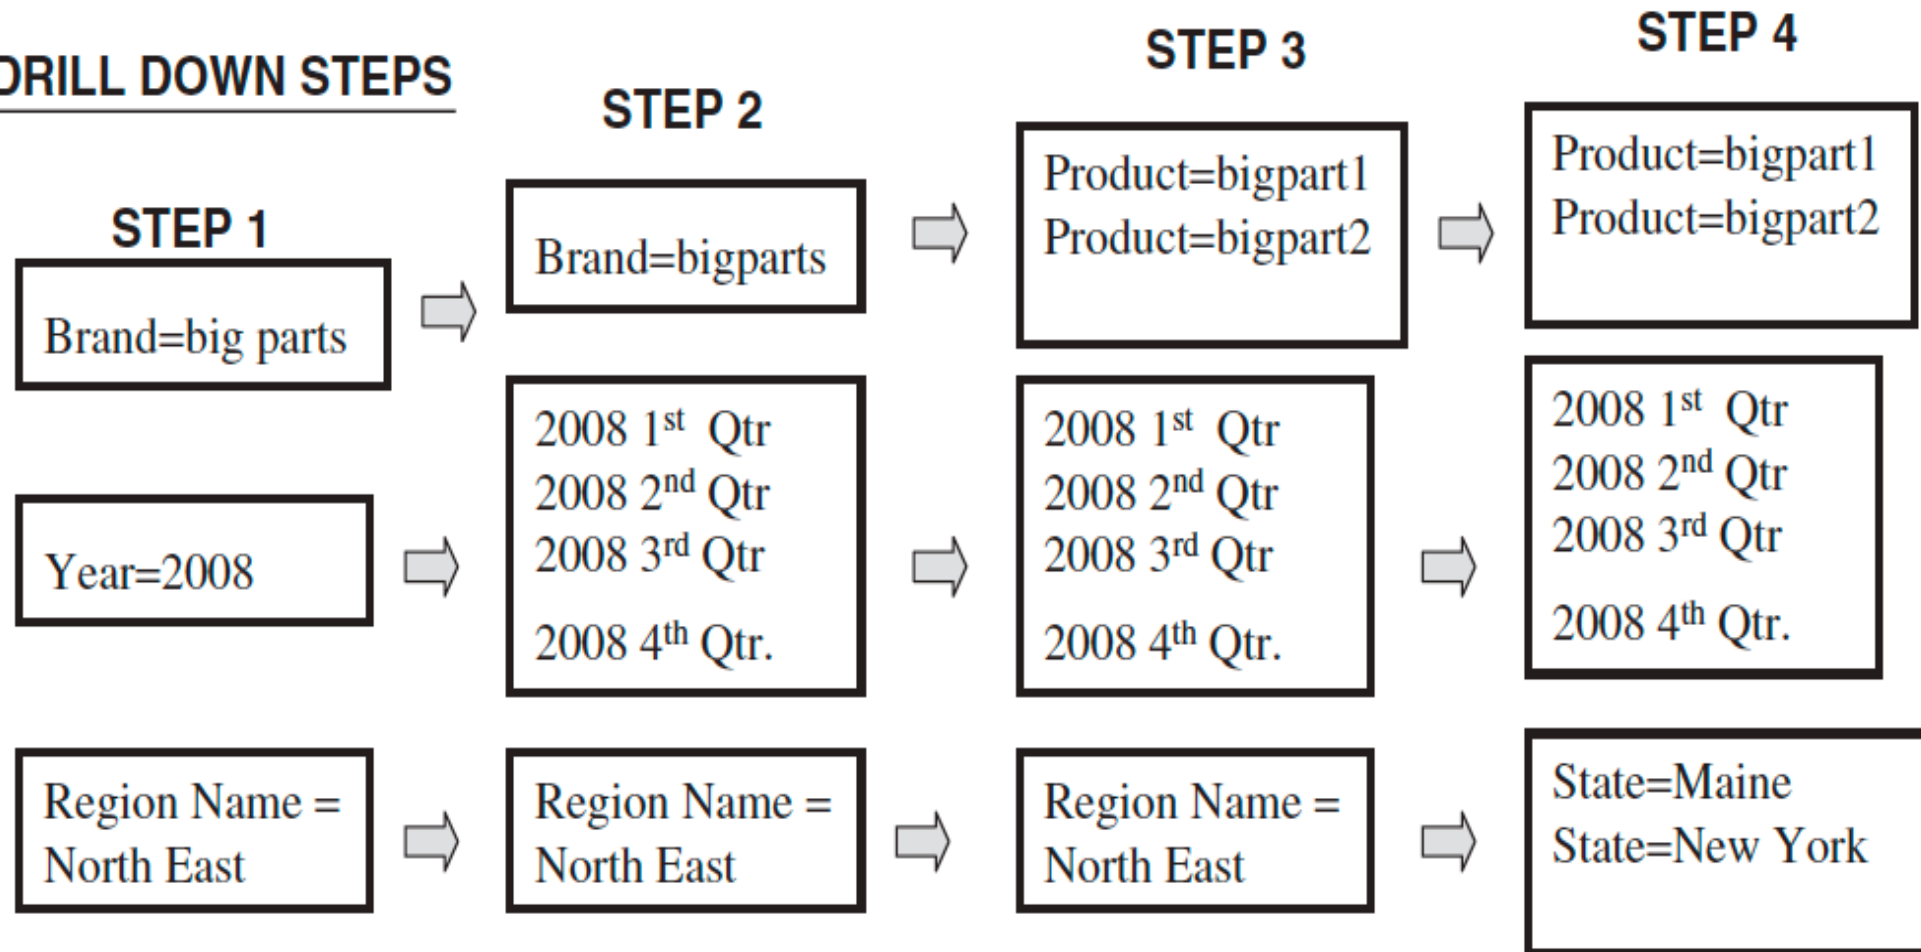 DRILL DOWN STEPS
STEP 1
Brand=big parts
Year=2008
Region Name =
North East
STEP 2
Brand=bigparts
2008 1st Qtr
2008 2nd Qtr
2008 3rd Qtr
2008 4th Qtr.
Region Name =
North East
STEP 3
Product=bigpart1
Product=bigpart2
2008 1st Qtr
2008 2nd Qtr
2008 3rd Qtr
2008 4th Qtr.
Region Name =
North East
STEP 4
Product=bigpart1
Product=bigpart2
2008 1st Qtr
2008 2nd Qtr
2008 3rd Qtr
2008 4th Qtr.
State=Maine
State=New York